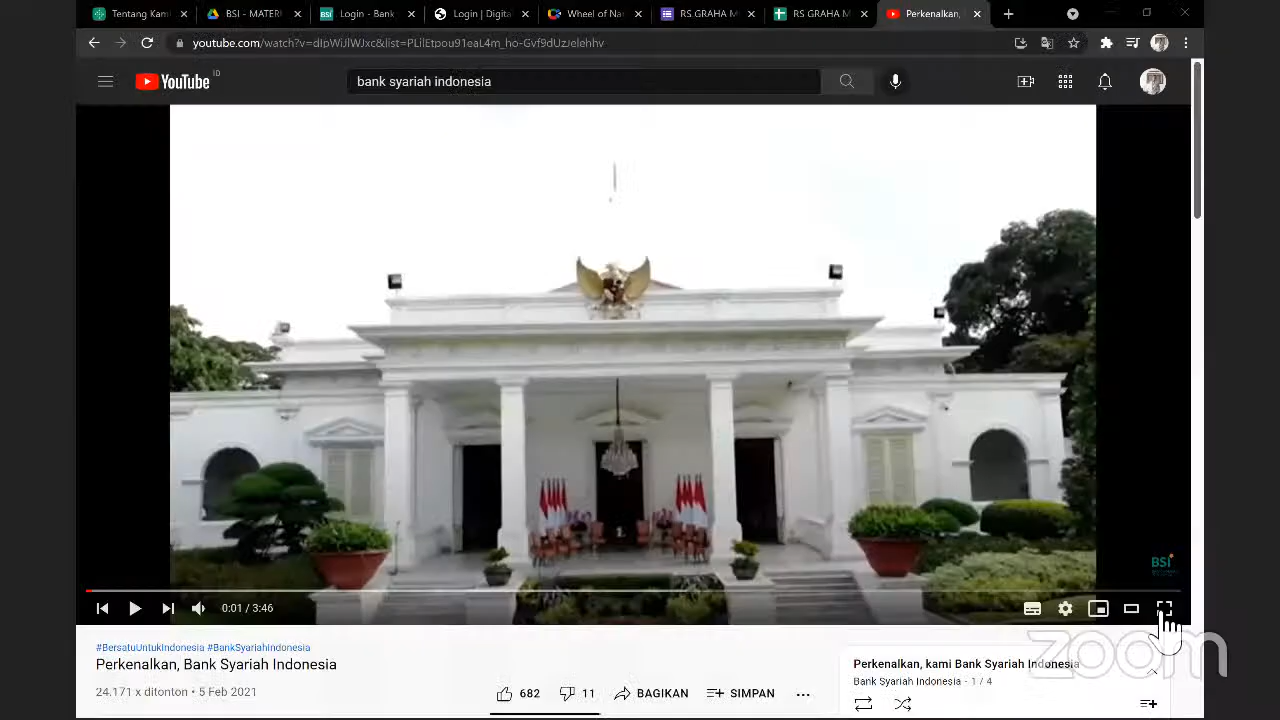 Tentang Kami
BSI - MATERI
Login - Bank
Login | Digita
Wheel of Na
RS.GRAHA M
RS GRAHA M
Perkenalkan,
youtube.com/watch?v=dIpWiJlWJxc&list=PLilEtpou91eaL4m_ho-Gvf9dUzJelehhv
YouTube ID
bank syariah indonesia
BSI
0:01 / 3:46
#BersatuUntukIndonesia #BankSyariahIndonesia
Perkenalkan, Bank Syariah Indonesia
24.171 x ditonton • 5 Feb 2021
682
11
BAGIKAN
SIMPAN
Perkenalkan, kami Bank Syariah Indonesia
Bank Syariah Indonesia - 1 / 4
zoom